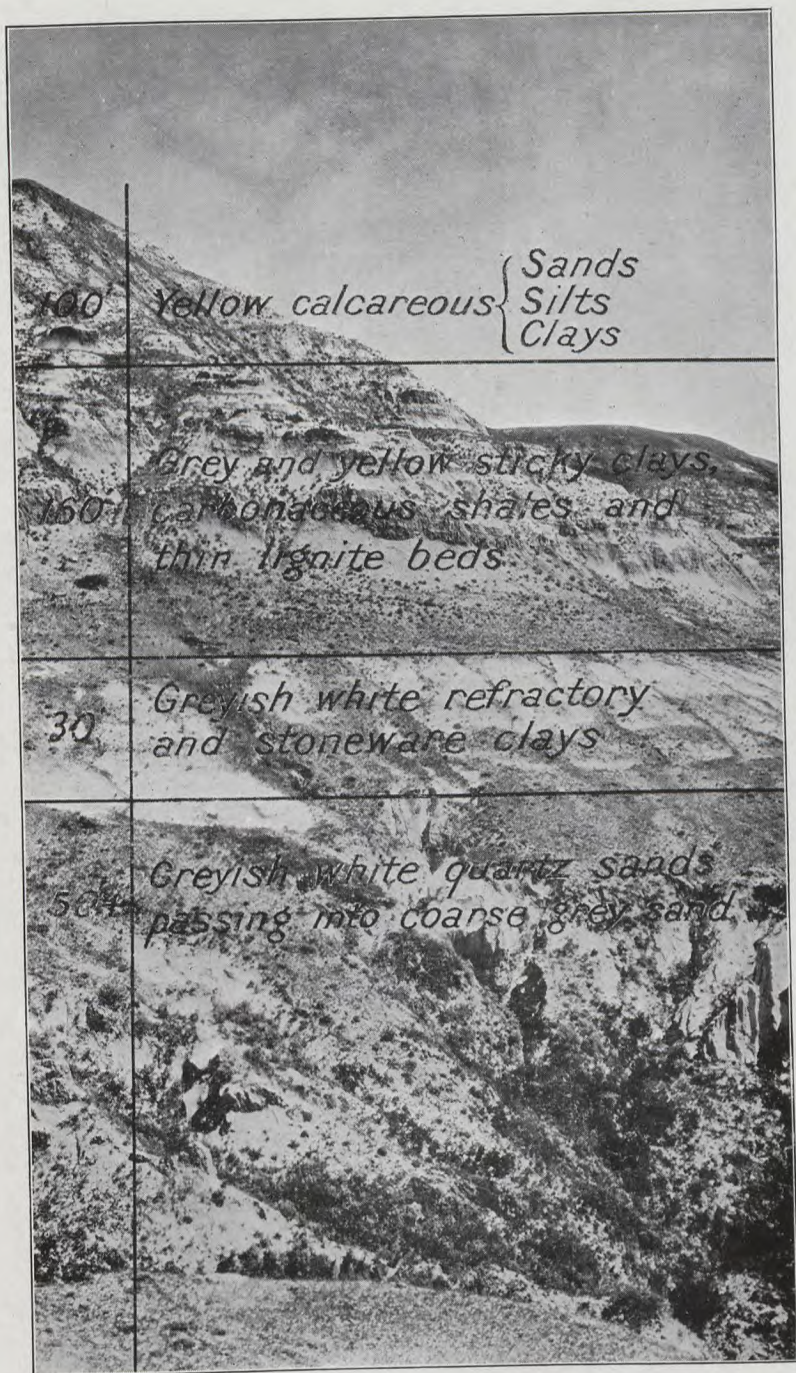 100' Yellow calcareous { Sands
Silts
Clays
Grey and yellow sticky clays,
carbonaceous shales and
thin lignite beds
30' Greyish white refractory
and stoneware clays
Greyish white quartz sands
50'+ passing into coarse grey sand